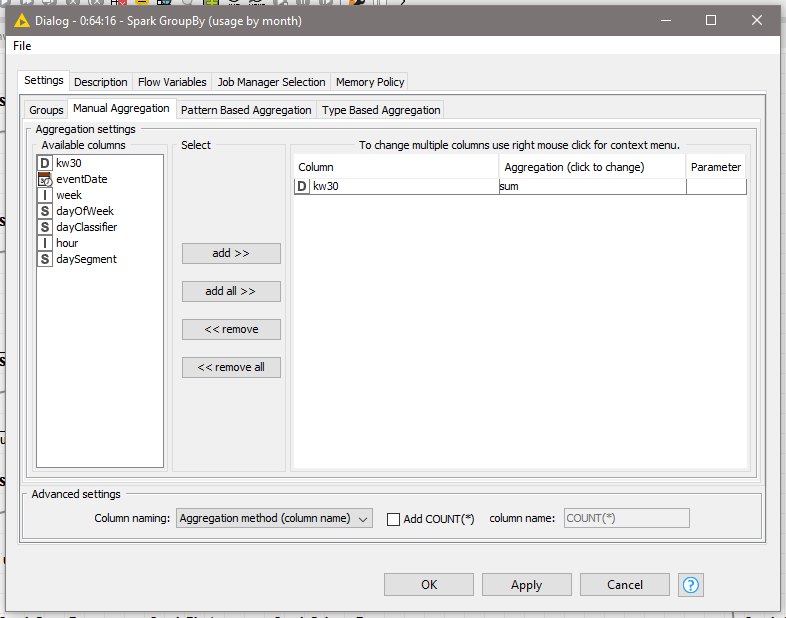 Dialog - 0:64:16 - Spark GroupBy (usage by month)
File
Settings Description Flow Variables Job Manager Selection Memory Policy
Groups Manual Aggregation Pattern Based Aggregation Type Based Aggregation
Aggregation settings
Available columns
D kw30
eventDate
I week
S dayOfWeek
S dayClassifier
I hour
S daySegment
Select
add >>
add all >>
<< remove
<< remove all
To change multiple columns use right mouse click for context menu.
Column Aggregation (click to change) Parameter
D kw30 sum
Advanced settings
Column naming: Aggregation method (column name) Add COUNT(*) column name: COUNT(*)
OK Apply Cancel ?